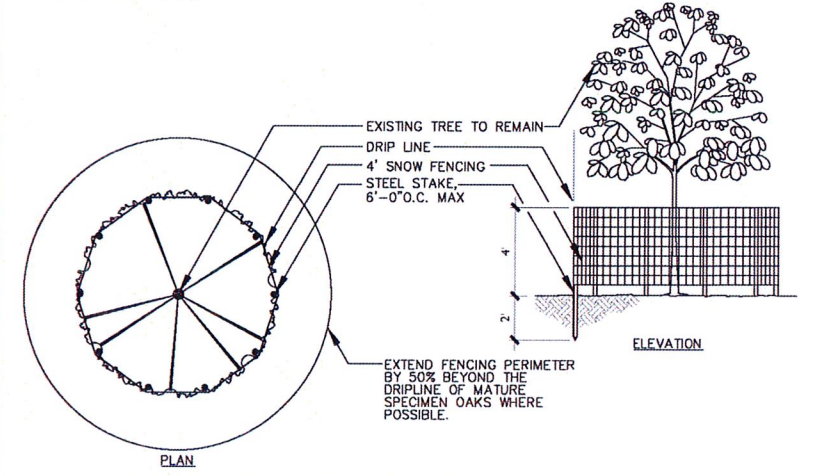 EXISTING TREE TO REMAIN
DRIP LINE
4' SNOW FENCING
STEEL STAKE,
6'-0"O.C. MAX
4'
2'
ELEVATION
EXTEND FENCING PERIMETER
BY 50% BEYOND THE
DRIPLINE OF MATURE
SPECIMEN OAKS WHERE
POSSIBLE.
PLAN